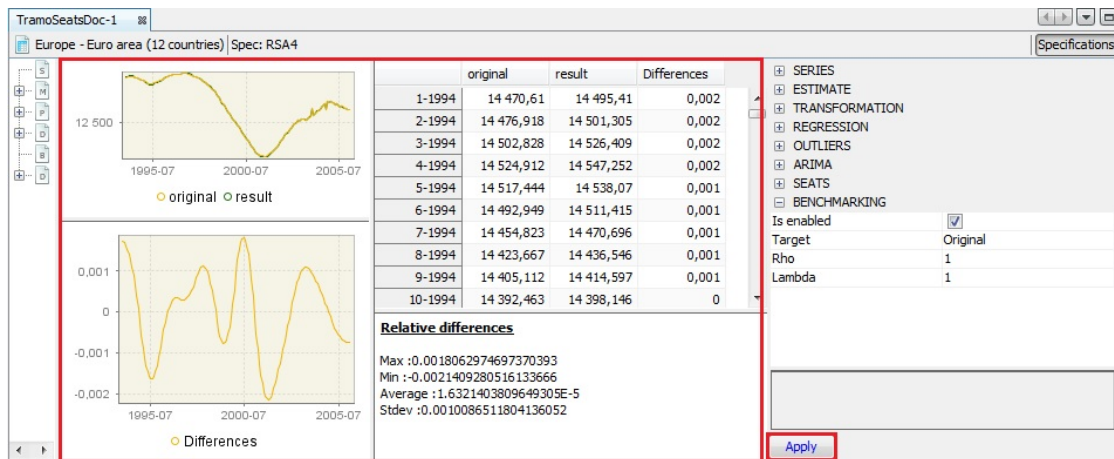 TramoSeatsDoc-1
Europe - Euro area (12 countries) Spec: RSA4
Specifications
S
M
P
D
B
D
12 500
1995-07 2000-07 2005-07
original result
0,001
0
-0,001
-0,002
1995-07 2000-07 2005-07
Differences
original result Differences
1-1994 14 470,61 14 495,41 0,002
2-1994 14 476,918 14 501,305 0,002
3-1994 14 502,828 14 526,409 0,002
4-1994 14 524,912 14 547,252 0,002
5-1994 14 517,444 14 538,07 0,001
6-1994 14 492,949 14 511,415 0,001
7-1994 14 454,823 14 470,696 0,001
8-1994 14 423,667 14 436,546 0,001
9-1994 14 405,112 14 414,597 0,001
10-1994 14 392,463 14 398,146 0
Relative differences
Max :0.0018062974697370393
Min :-0.0021409280516133666
Average :1.6321403809649305E-5
Stdev :0.0010086511804136052
SERIES
ESTIMATE
TRANSFORMATION
REGRESSION
OUTLIERS
ARIMA
SEATS
BENCHMARKING
Is enabled
Target Original
Rho 1
Lambda 1
Apply